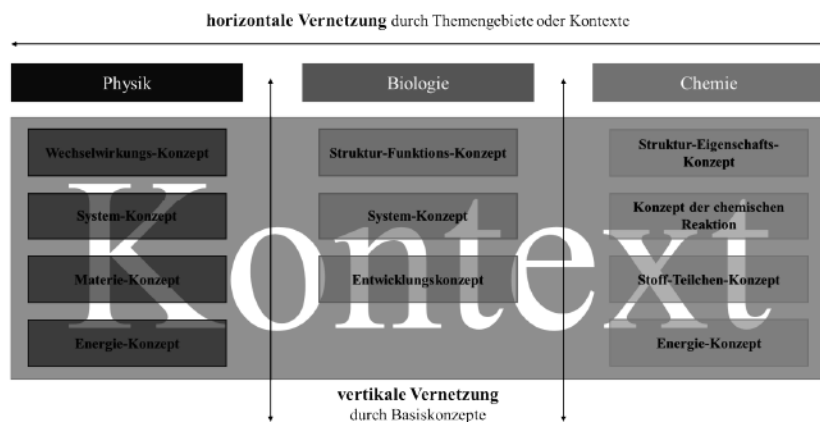 horizontale Vernetzung durch Themengebiete oder Kontexte
Physik
Biologie
Chemie
Kontext
Wechselwirkungs-Konzept
System-Konzept
Materie-Konzept
Energie-Konzept
Struktur-Funktions-Konzept
System-Konzept
Entwicklungskonzept
Struktur-Eigenschafts-
Konzept
Konzept der chemischen
Reaktion
Stoff-Teilchen-Konzept
Energie-Konzept
vertikale Vernetzung
durch Basiskonzepte